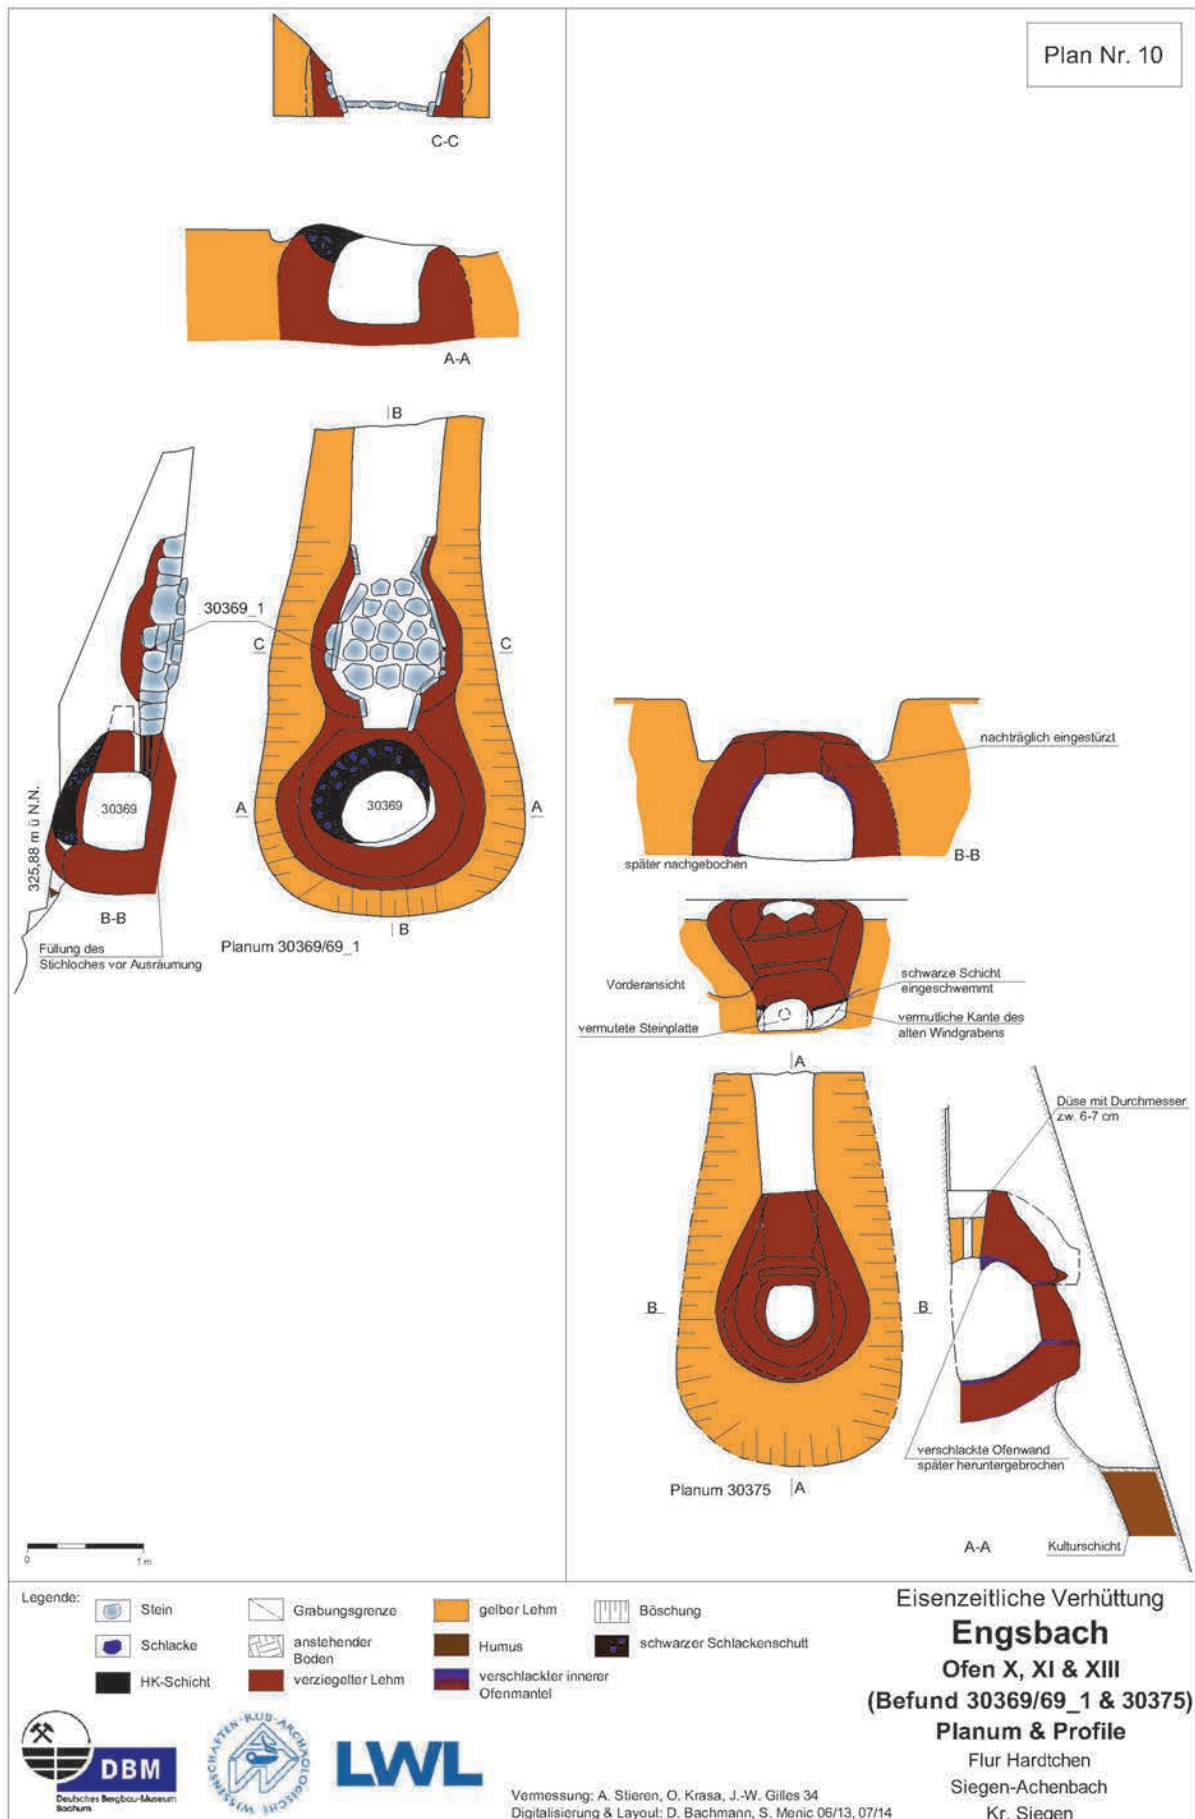 Plan Nr. 10
C-C
A-A
B
30369_1
C
C
A
A
30369
30369
325,88 m ü N.N.
B-B
B
Füllung des
Stichloches vor Ausräumung
Planum 30369/69_1
nachträglich eingestürzt
B-B
später nachgebochen
Vorderansicht
schwarze Schicht
eingeschwemmt
vermutete Steinplatte
vermutliche Kante des
alten Windgrabens
A
Düse mit Durchmesser
zw. 6-7 cm
B
B
verschlackte Ofenwand
später heruntergebrochen
Planum 30375
A
A-A
Kulturschicht
0
1 m
Legende:
Stein
Schlacke
HK-Schicht
Grabungsgrenze
anstehender
Boden
verziegelter Lehm
gelber Lehm
Humus
verschlackter innerer
Ofenmantel
Böschung
schwarzer Schlackenschutt
Eisenzeitliche Verhüttung
Engsbach
Ofen X, XI & XIII
(Befund 30369/69_1 & 30375)
Planum & Profile
Flur Hardtchen
Siegen-Achenbach
Kr. Siegen
DBM
Deutsches Bergbau-Museum
Bochum
WISSENSCHAFTEN-RUB-ARCHÄOLOGISCHE
LWL
Vermessung: A. Stieren, O. Krasa, J.-W. Gilles 34
Digitalisierung & Layout: D. Bachmann, S. Menic 06/13, 07/14